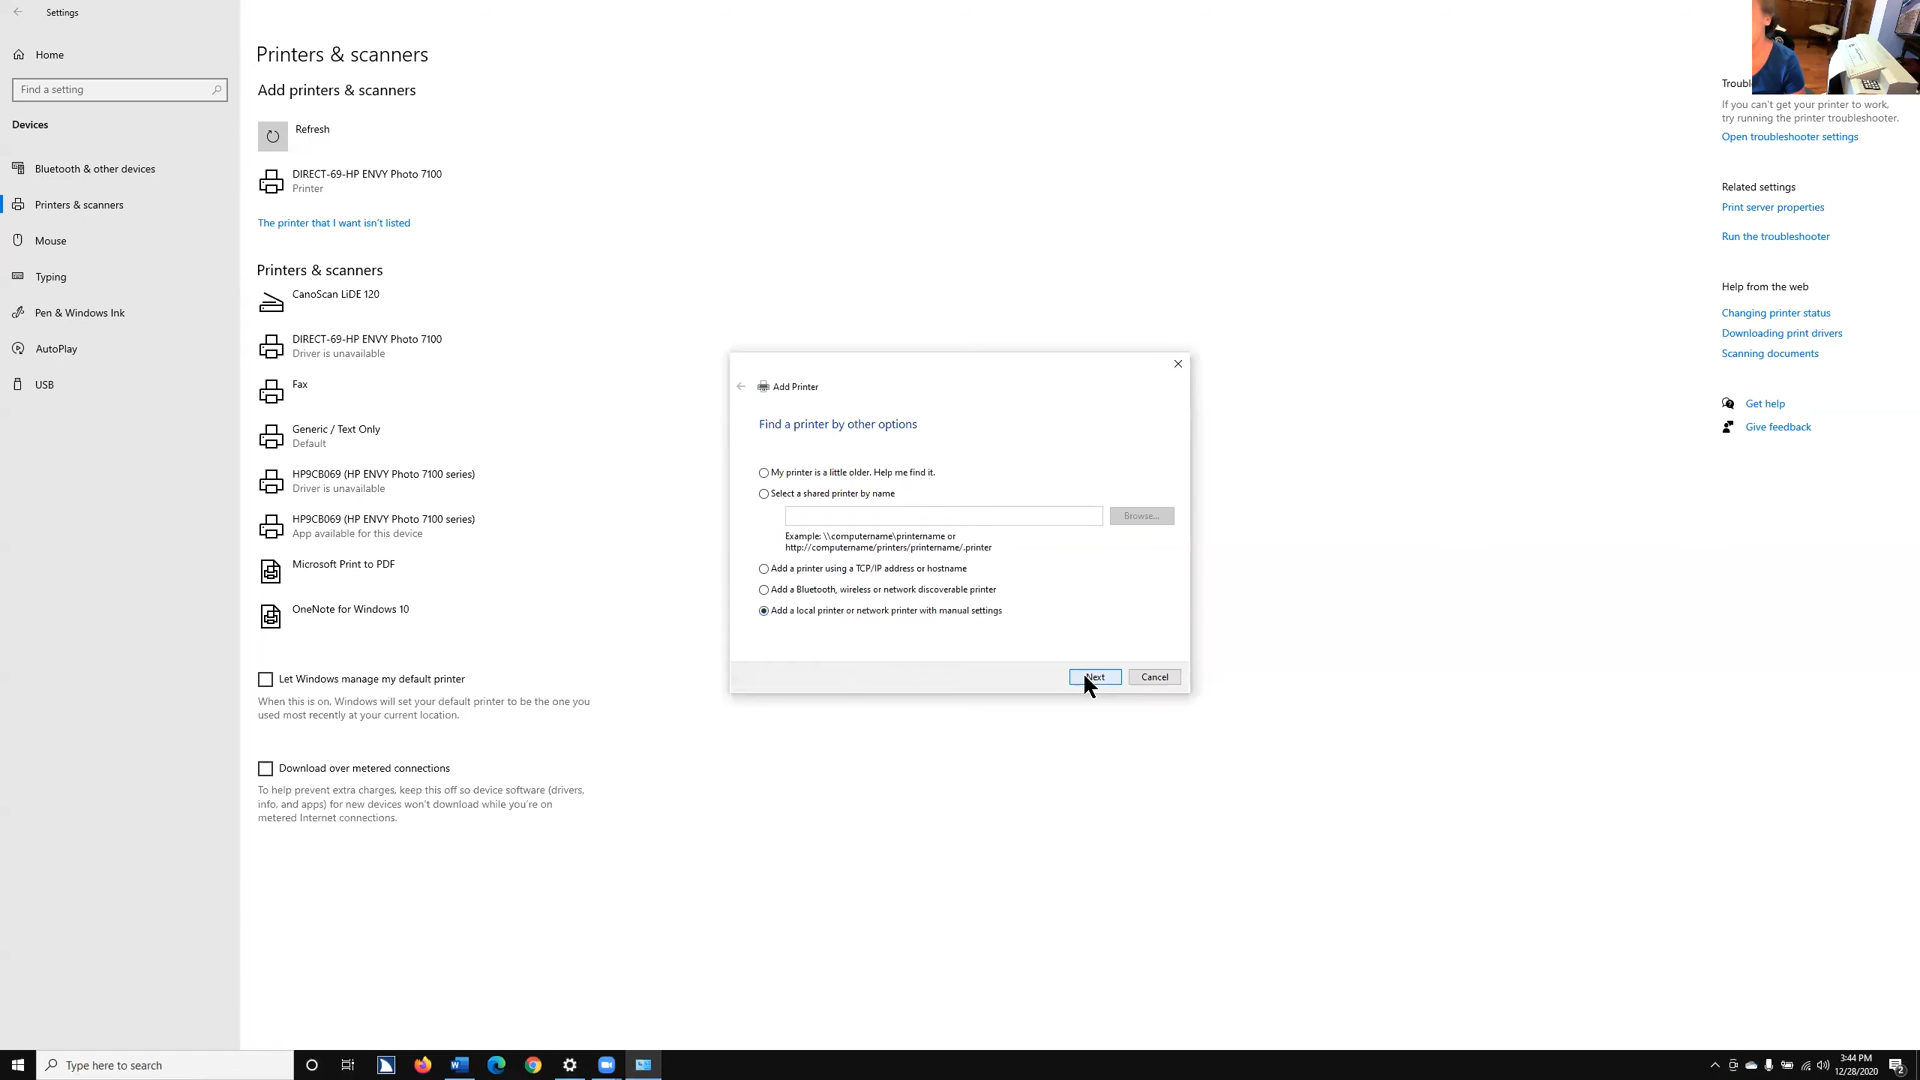 Settings
Home
Find a setting
Devices
Bluetooth & other devices
Printers & scanners
Mouse
Typing
Pen & Windows Ink
AutoPlay
USB
Printers & scanners
Add printers & scanners
Refresh
DIRECT-69-HP ENVY Photo 7100
Printer
The printer that I want isn't listed
Printers & scanners
CanoScan LiDE 120
DIRECT-69-HP ENVY Photo 7100
Driver is unavailable
Fax
Generic / Text Only
Default
HP9CB069 (HP ENVY Photo 7100 series)
Driver is unavailable
HP9CB069 (HP ENVY Photo 7100 series)
App available for this device
Microsoft Print to PDF
OneNote for Windows 10
Let Windows manage my default printer
When this is on, Windows will set your default printer to be the one you
used most recently at your current location.
Download over metered connections
To help prevent extra charges, keep this off so device software (drivers,
info, and apps) for new devices won't download while you're on
metered Internet connections.
Add Printer
Find a printer by other options
My printer is a little older. Help me find it.
Select a shared printer by name
Browse...
Example: \\computername\printername or
http://computername/printers/printername/.printer
Add a printer using a TCP/IP address or hostname
Add a Bluetooth, wireless or network discoverable printer
Add a local printer or network printer with manual settings
Next
Cancel
Troub
If you can't get your printer to work,
try running the printer troubleshooter.
Open troubleshooter settings
Related settings
Print server properties
Run the troubleshooter
Help from the web
Changing printer status
Downloading print drivers
Scanning documents
Get help
Give feedback
Type here to search
3:44 PM
12/28/2020
2